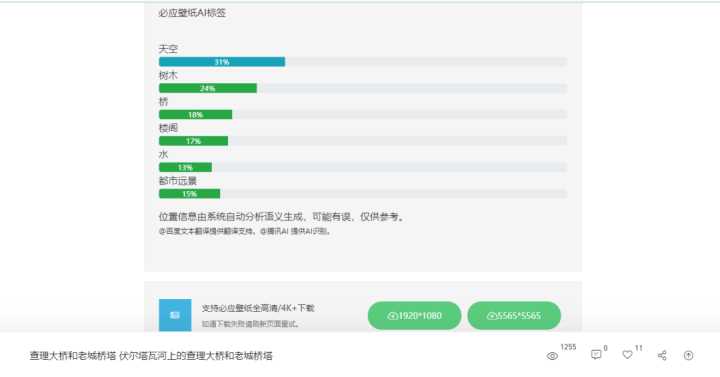 必应壁纸AI标签
天空
31%
树木
24%
桥
18%
楼阁
17%
水
13%
都市远景
15%
位置信息由系统自动分析语义生成，可能有误，仅供参考。
@百度文本翻译提供翻译支持。@腾讯AI 提供AI识别。
支持必应壁纸全高清/4K+下载
如遇下载失败请刷新页面重试。
1920*1080
5565*5565
查理大桥和老城桥塔 伏尔塔瓦河上的查理大桥和老城桥塔
1255
0
11